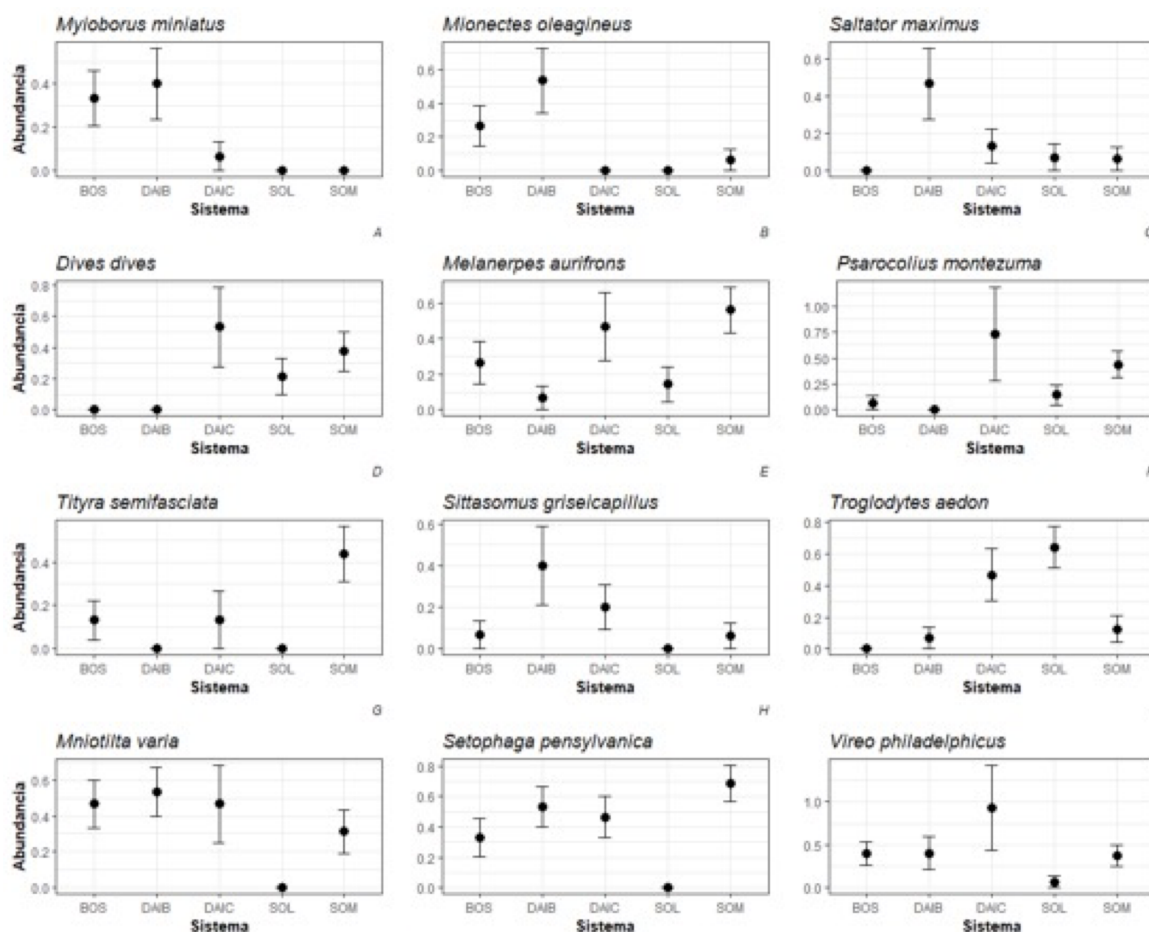 Myioborus miniatus
Abundancia
0.4
0.2
0.0
BOS DAIB DAIC SOL SOM
Sistema
A
Mionectes oleagineus
0.6
0.4
0.2
0.0
BOS DAIB DAIC SOL SOM
Sistema
B
Saltator maximus
0.6
0.4
0.2
0.0
BOS DAIB DAIC SOL SOM
Sistema
Dives dives
Abundancia
0.8
0.6
0.4
0.2
0.0
BOS DAIB DAIC SOL SOM
Sistema
D
Melanerpes aurifrons
0.6
0.4
0.2
0.0
BOS DAIB DAIC SOL SOM
Sistema
E
Psarocolius montezuma
1.00
0.75
0.50
0.25
0.00
BOS DAIB DAIC SOL SOM
Sistema
Tityra semifasciata
Abundancia
0.4
0.2
0.0
BOS DAIB DAIC SOL SOM
Sistema
G
Sittasomus griseicapillus
0.6
0.4
0.2
0.0
BOS DAIB DAIC SOL SOM
Sistema
H
Troglodytes aedon
0.8
0.6
0.4
0.2
0.0
BOS DAIB DAIC SOL SOM
Sistema
Mniotilta varia
Abundancia
0.6
0.4
0.2
0.0
BOS DAIB DAIC SOL SOM
Sistema
Setophaga pensylvanica
0.8
0.6
0.4
0.2
0.0
BOS DAIB DAIC SOL SOM
Sistema
Vireo philadelphicus
1.0
0.5
0.0
BOS DAIB DAIC SOL SOM
Sistema